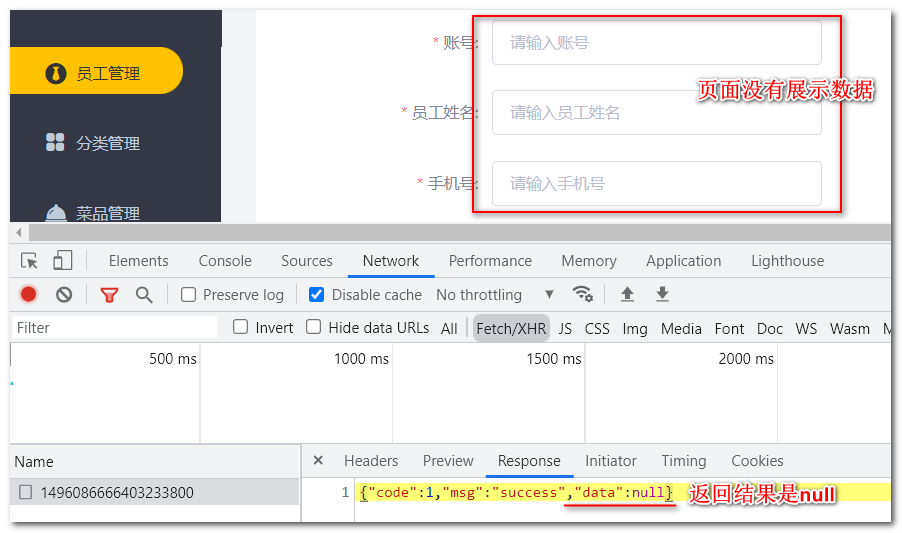 * 账号: 请输入账号
员工管理
页面没有展示数据
* 员工姓名: 请输入员工姓名
分类管理
* 手机号: 请输入手机号
菜品管理
Elements Console Sources Network Performance Memory Application Lighthouse
Preserve log Disable cache No throttling
Filter Invert Hide data URLs All Fetch/XHR JS CSS Img Media Font Doc WS Wasm
500 ms 1000 ms 1500 ms 2000 ms
Name × Headers Preview Response Initiator Timing Cookies
1496086666403233800 1 {"code":1,"msg":"success","data":null} 返回结果是null